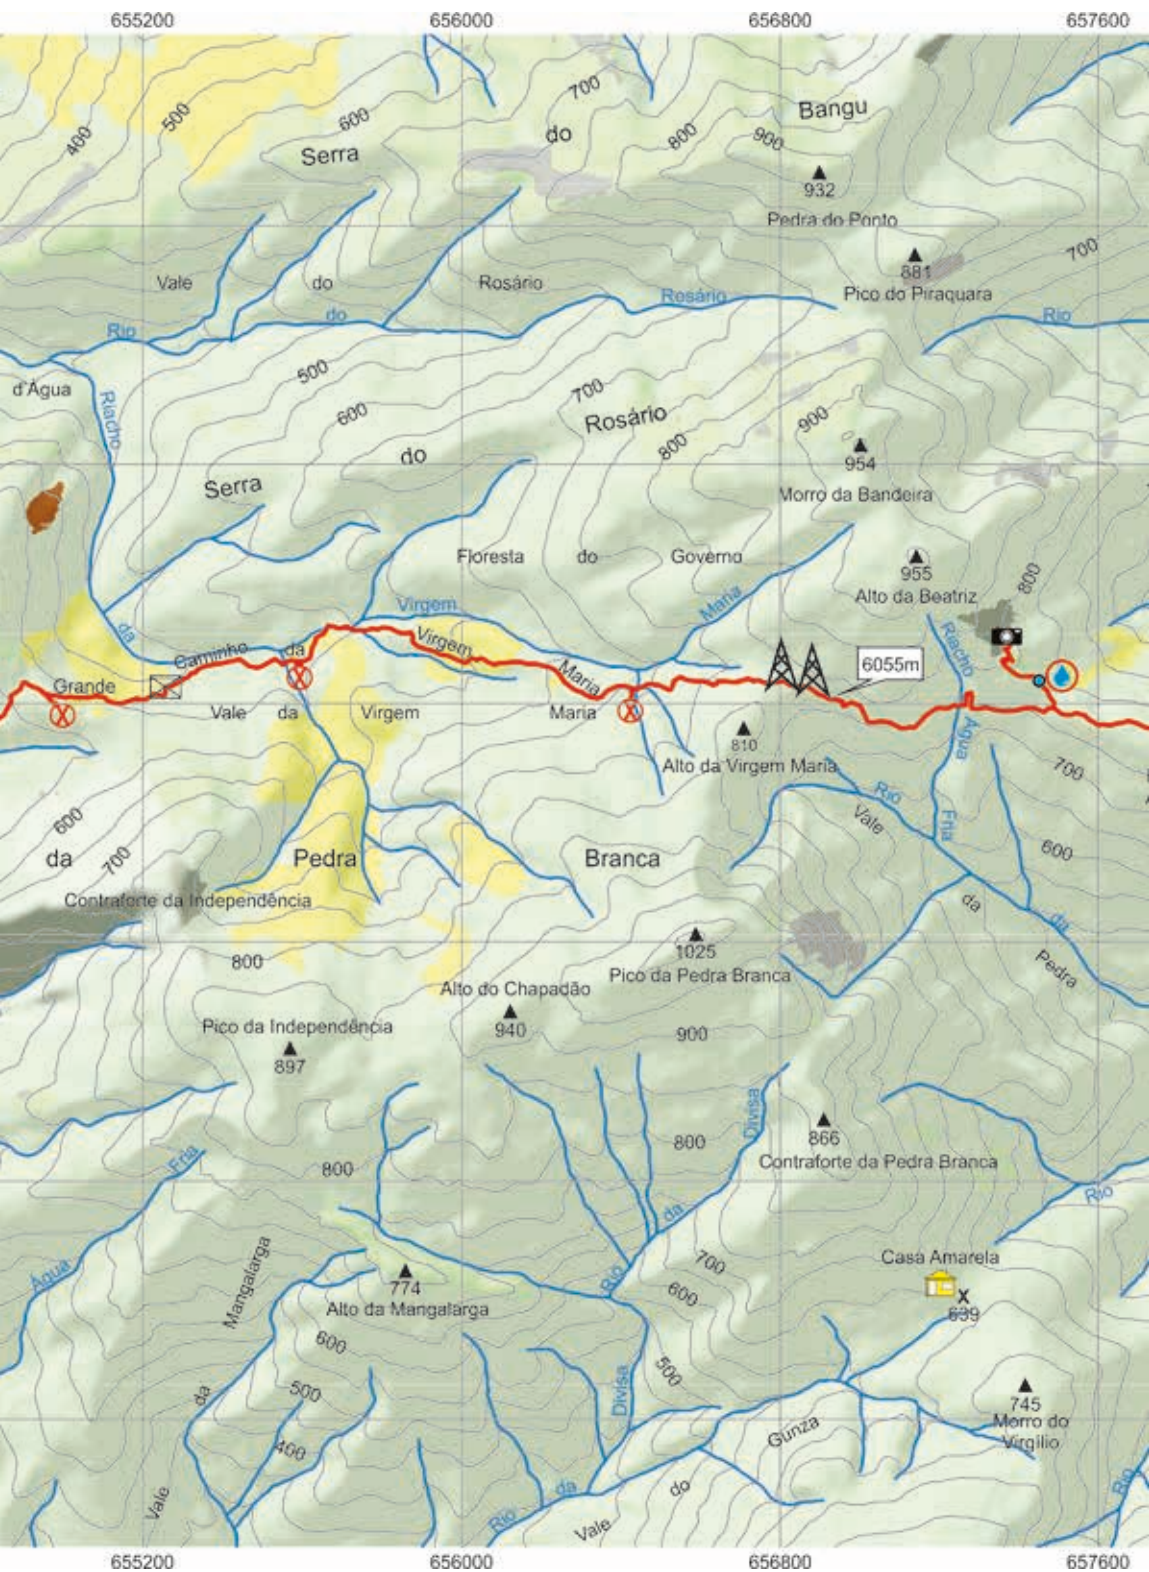 655200 656000 656800 657600
700
Bangu
500
600
900
400
800
do
Serra
932
Pedra do Ponto
700
881
Vale do Rosário
Pico do Piraquara
Rosário
do
Rio
Rio
500
d'Água
700
Riacho
600
Rosário
900
800
do
954
Serra
Morro da Bandeira
Floresta do Governo
955
800
Alto da Beatriz
Virgem
Maria
da
Riacho
Caminho da Virgem Maria
6055m
Grande
Vale da Virgem Maria
810
Água
Alto da Virgem Maria
700
Rio
600
Vale
Fria
600
da
700
Pedra
Branca
Contraforte da Independência
da
da
1025
800
Pico da Pedra Branca
Pedra
Alto do Chapadão
Pico da Independência
940
900
897
Divisa
866
800
Fria
800
Contraforte da Pedra Branca
Rio
da
Mangalarga
700
Casa Amarela
Água
774
Rio
600
639
Alto da Mangalarga
600
500
500
Divisa
da
745
Gunza
Morro do
Virgílio
400
Vale
da
do
Rio
Rio
Vale
655200 656000 656800 657600